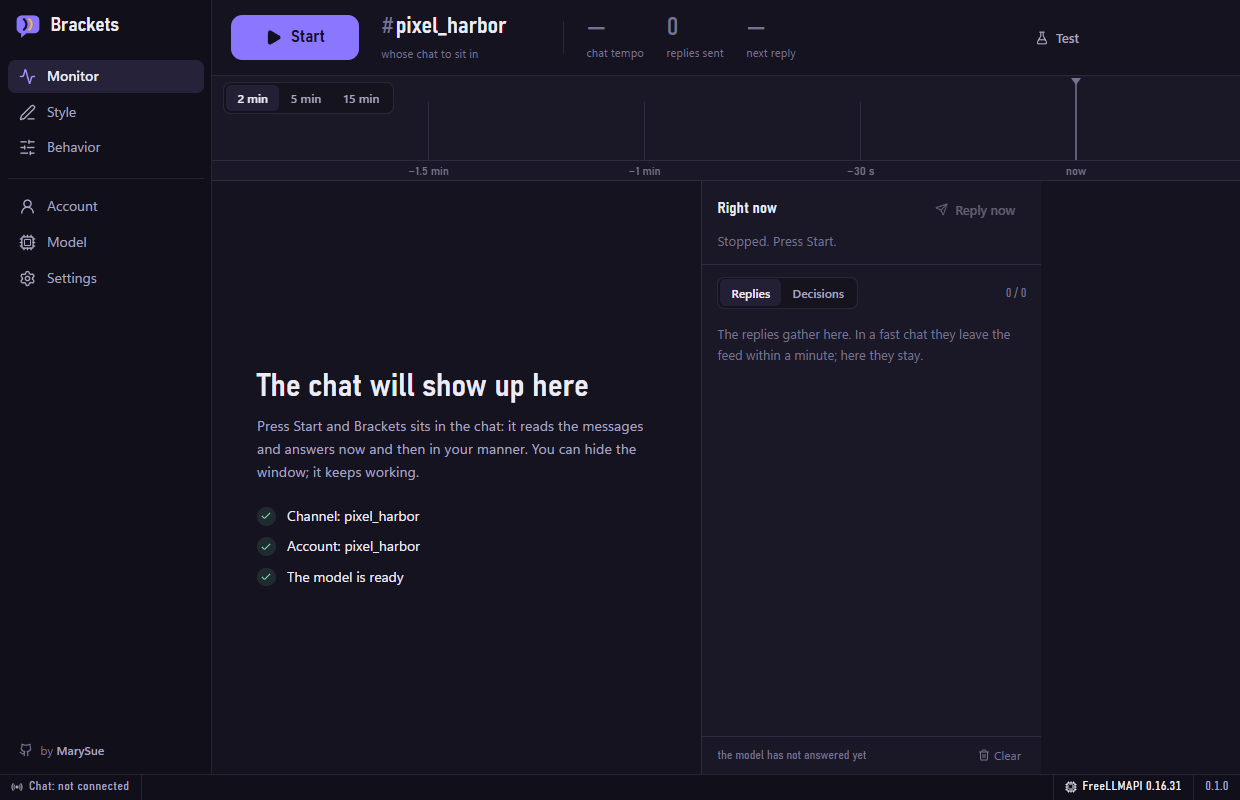 Brackets
Monitor
Style
Behavior
Account
Model
Settings
by MarySue
Start
#pixel_harbor
whose chat to sit in
—
chat tempo
0
replies sent
—
next reply
Test
2 min
5 min
15 min
−1.5 min
−1 min
−30 s
now
The chat will show up here
Press Start and Brackets sits in the chat: it reads the messages
and answers now and then in your manner. You can hide the
window; it keeps working.
Channel: pixel_harbor
Account: pixel_harbor
The model is ready
Right now
Reply now
Stopped. Press Start.
Replies
Decisions
0 / 0
The replies gather here. In a fast chat they leave the
feed within a minute; here they stay.
the model has not answered yet
Clear
Chat: not connected
FreeLLMAPI 0.16.31
0.1.0